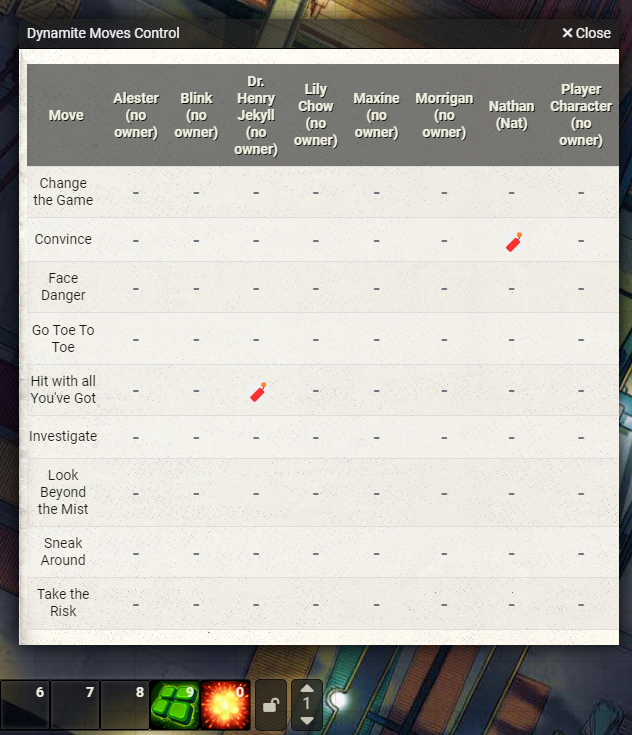 Dynamite Moves Control
✕ Close
Move
Alester (no owner)
Blink (no owner)
Dr. Henry Jekyll (no owner)
Lily Chow (no owner)
Maxine (no owner)
Morrigan (no owner)
Nathan (Nat)
Player Character (no owner)
Change the Game - - - - - - - -
Convince - - - - - - -
Face Danger - - - - - - - -
Go Toe To Toe - - - - - - - -
Hit with all You've Got - - - - - - -
Investigate - - - - - - - -
Look Beyond the Mist - - - - - - - -
Sneak Around - - - - - - - -
Take the Risk - - - - - - - -
6 7 8 9 0 1